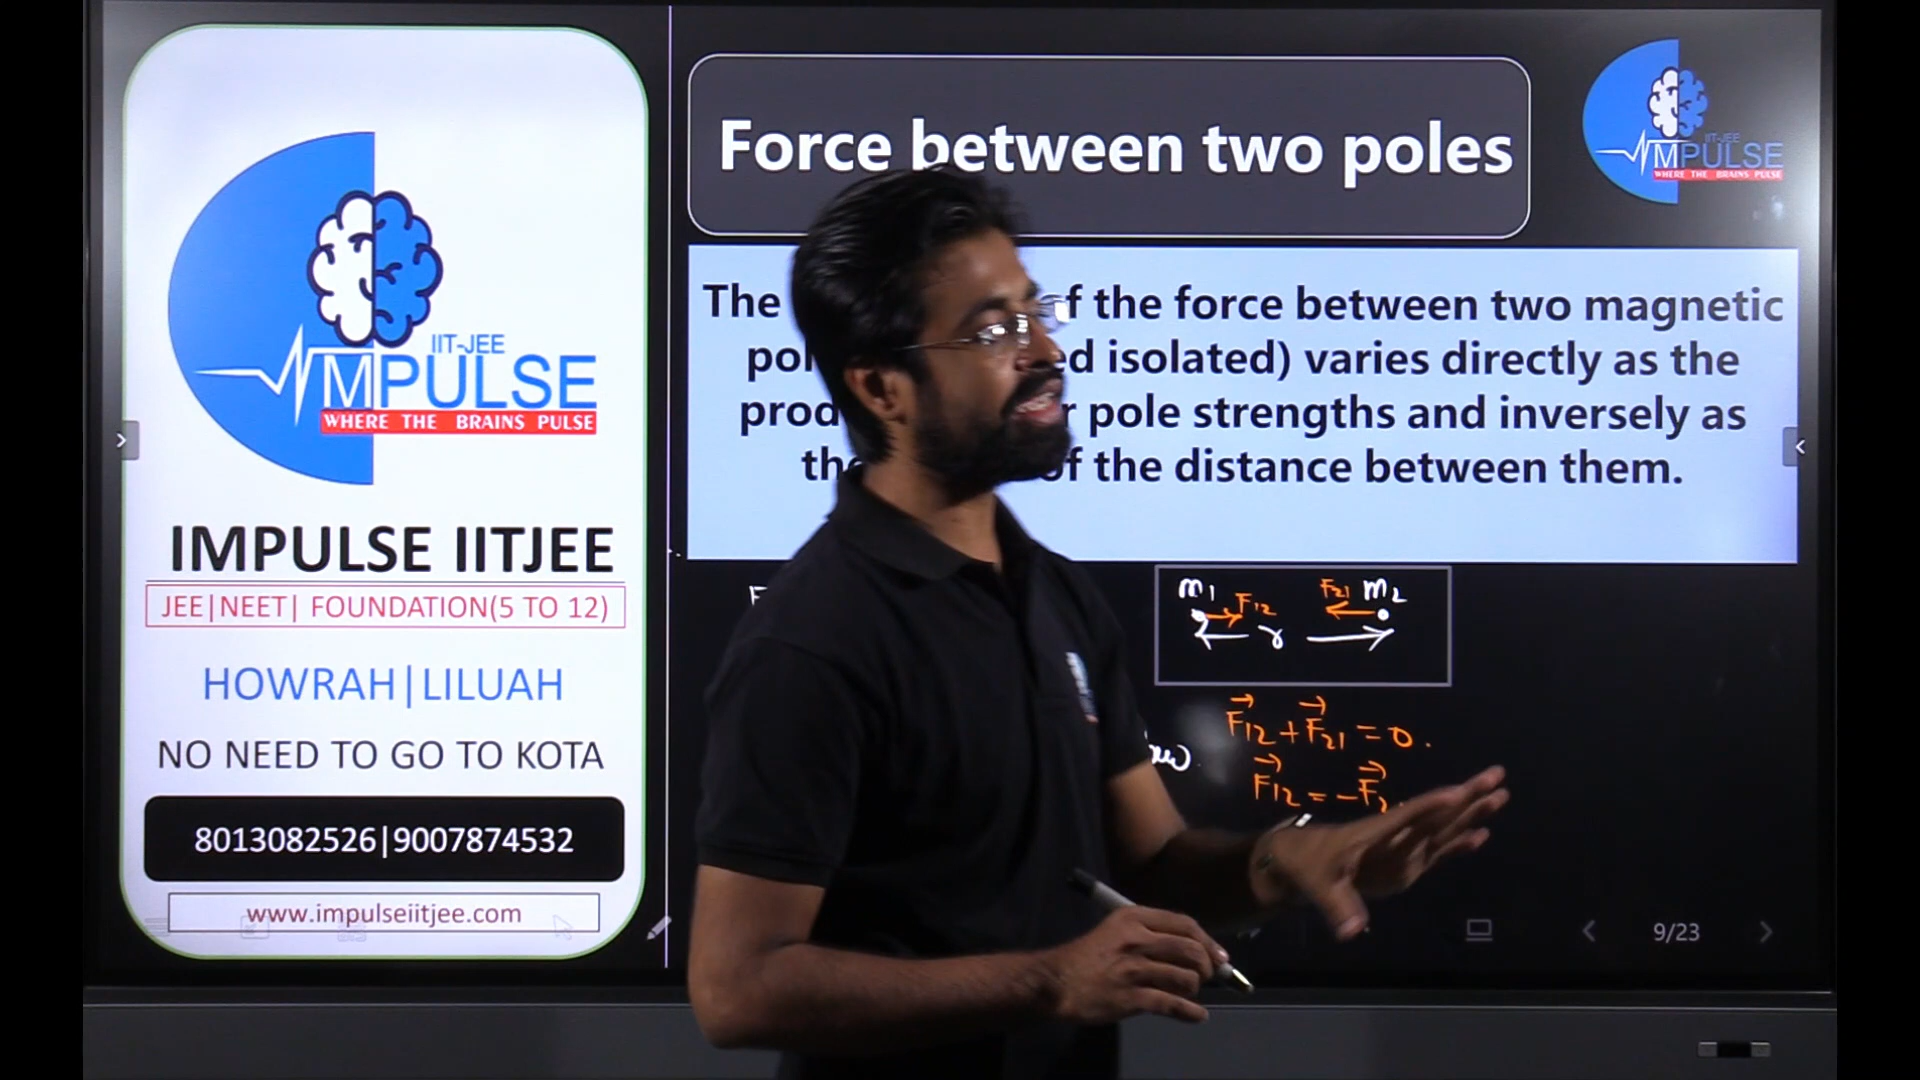 IIT-JEE
MPULSE
WHERE THE BRAINS PULSE
IMPULSE IITJEE
JEE|NEET| FOUNDATION(5 TO 12)
HOWRAH|LILUAH
NO NEED TO GO TO KOTA
8013082526|9007874532
www.impulseiitjee.com
Force between two poles
IIT-JEE
MPULSE
WHERE THE BRAINS PULSE
The of the force between two magnetic
isolated) varies directly as the
pole strengths and inversely as
of the distance between them.
m1 F12 F21 m2
r
F12 + F21 = 0.
F12 = -F2
9/23